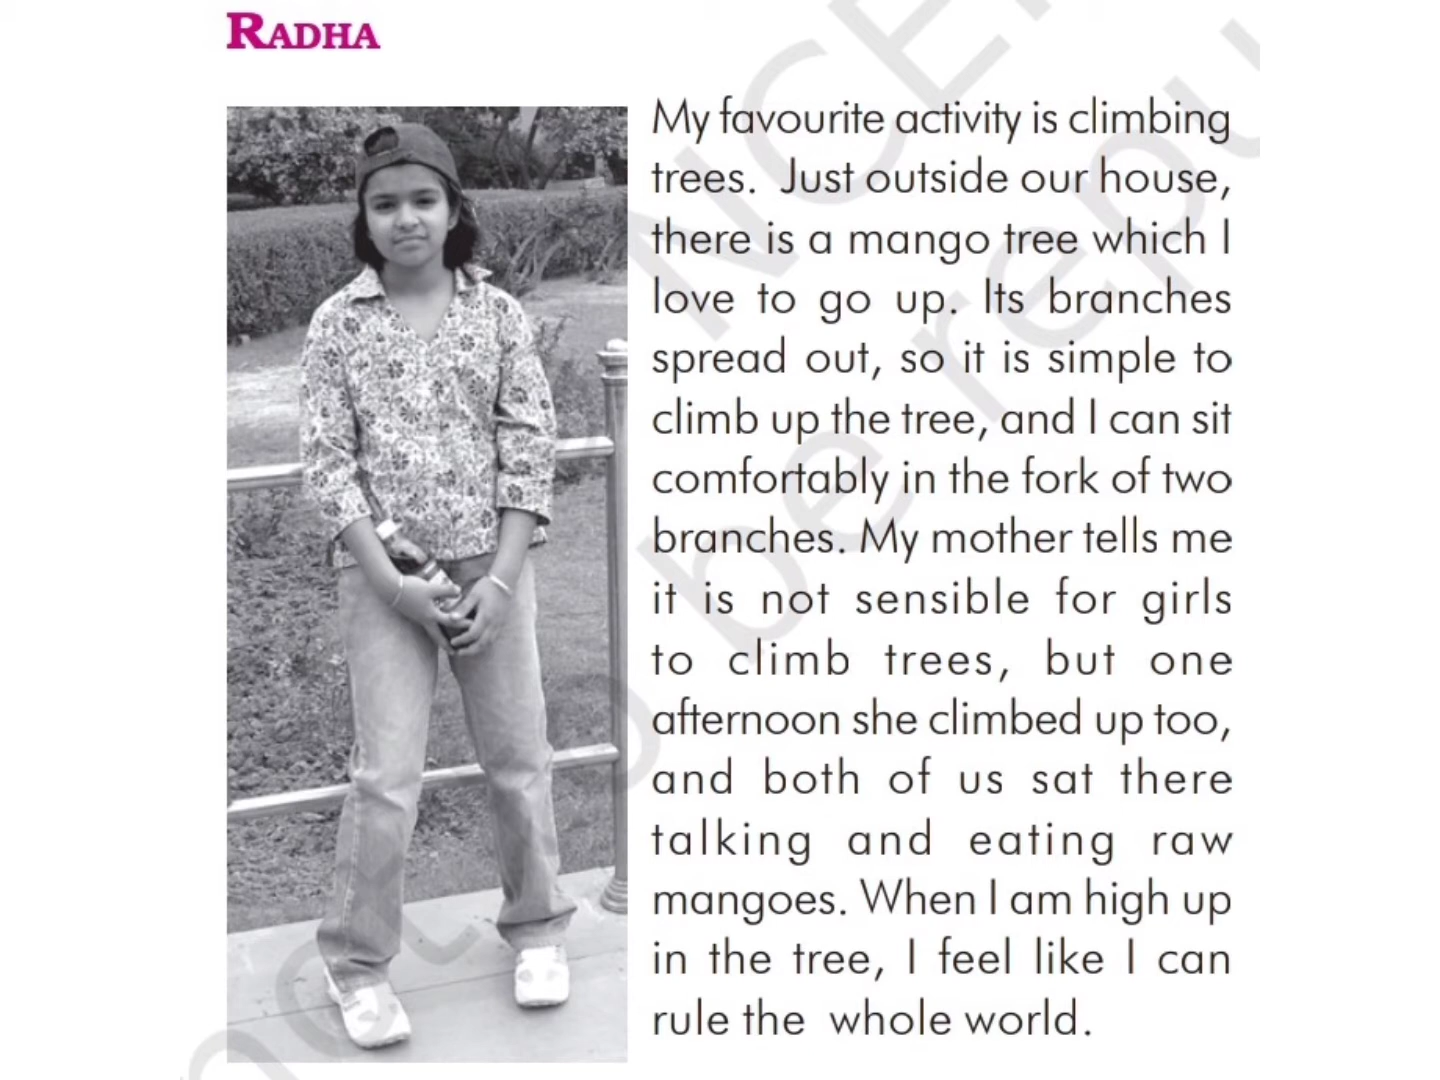 RADHA
My favourite activity is climbing
trees. Just outside our house,
there is a mango tree which I
love to go up. Its branches
spread out, so it is simple to
climb up the tree, and I can sit
comfortably in the fork of two
branches. My mother tells me
it is not sensible for girls
to climb trees, but one
afternoon she climbed up too,
and both of us sat there
talking and eating raw
mangoes. When I am high up
in the tree, I feel like I can
rule the whole world.